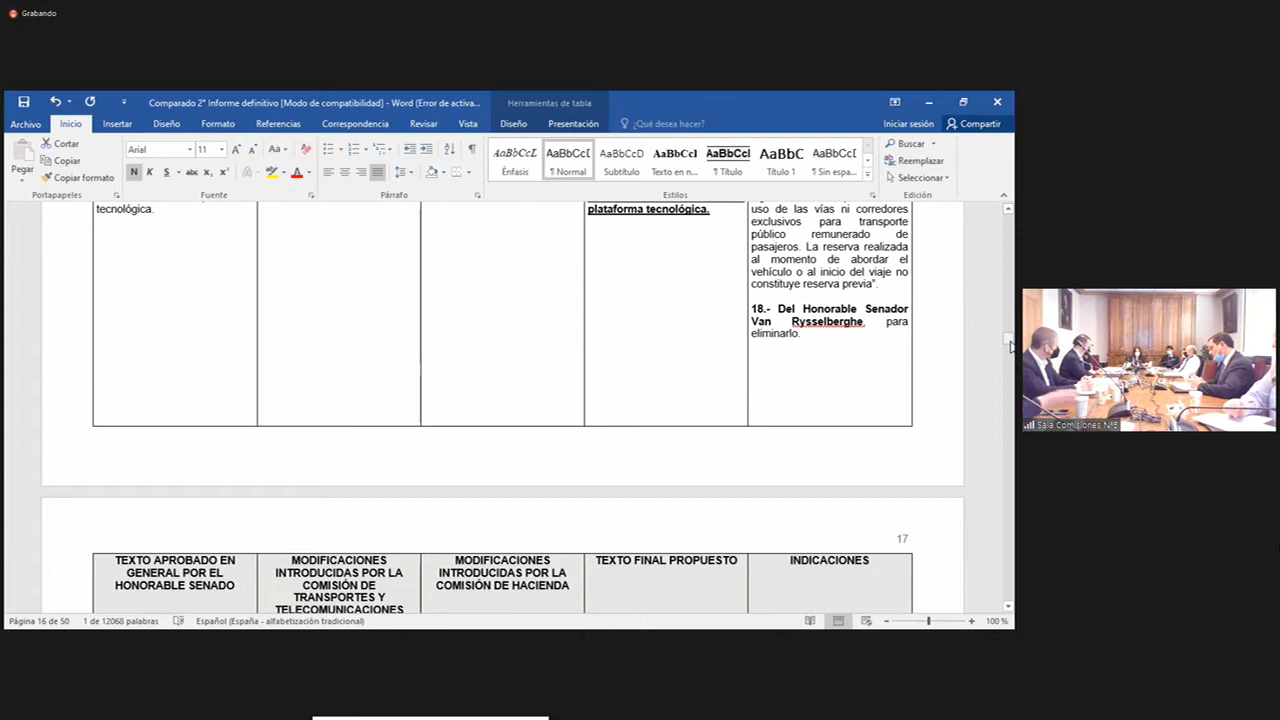 Grabando
Comparado 2° Informe definitivo [Modo de compatibilidad] - Word (Error de activa...
Herramientas de tabla
Archivo
Inicio
Insertar
Diseño
Formato
Referencias
Correspondencia
Revisar
Vista
Diseño
Presentación
¿Qué desea hacer?
Iniciar sesión
Compartir
Pegar
Cortar
Copiar
Copiar formato
Portapapeles
Arial
11
Fuente
Párrafo
AaBbCcL
Énfasis
AaBbCc[
¶ Normal
AaBbCcD
Subtítulo
AaBbCcl
Texto en n...
AaBbCcl
¶ Título
AaBbC
Título 1
AaBbCc[
¶ Sin espa...
Estilos
Buscar
Reemplazar
Seleccionar
Edición
tecnológica.
plataforma tecnológica.
uso de las vías ni corredores
exclusivos para transporte
público remunerado de
pasajeros. La reserva realizada
al momento de abordar el
vehículo o al inicio del viaje no
constituye reserva previa”.
18.- Del Honorable Senador
Van Rysselberghe, para
eliminarlo.
17
TEXTO APROBADO EN
GENERAL POR EL
HONORABLE SENADO
MODIFICACIONES
INTRODUCIDAS POR LA
COMISIÓN DE
TRANSPORTES Y
TELECOMUNICACIONES
MODIFICACIONES
INTRODUCIDAS POR LA
COMISIÓN DE HACIENDA
TEXTO FINAL PROPUESTO
INDICACIONES
Página 16 de 50
1 de 12068 palabras
Español (España - alfabetización tradicional)
100 %
Sala Comisiones N°6